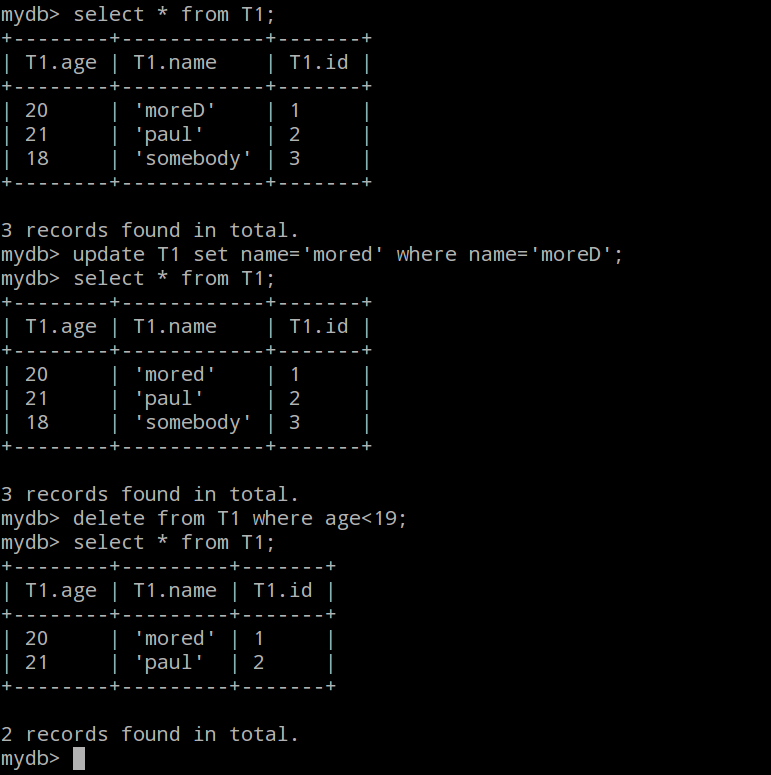 mydb> select * from T1;
+--------+------------+-------+
| T1.age | T1.name    | T1.id |
+--------+------------+-------+
| 20     | 'moreD'    | 1     |
| 21     | 'paul'     | 2     |
| 18     | 'somebody' | 3     |
+--------+------------+-------+

3 records found in total.
mydb> update T1 set name='mored' where name='moreD';
mydb> select * from T1;
+--------+------------+-------+
| T1.age | T1.name    | T1.id |
+--------+------------+-------+
| 20     | 'mored'    | 1     |
| 21     | 'paul'     | 2     |
| 18     | 'somebody' | 3     |
+--------+------------+-------+

3 records found in total.
mydb> delete from T1 where age<19;
mydb> select * from T1;
+--------+---------+-------+
| T1.age | T1.name | T1.id |
+--------+---------+-------+
| 20     | 'mored' | 1     |
| 21     | 'paul'  | 2     |
+--------+---------+-------+

2 records found in total.
mydb>